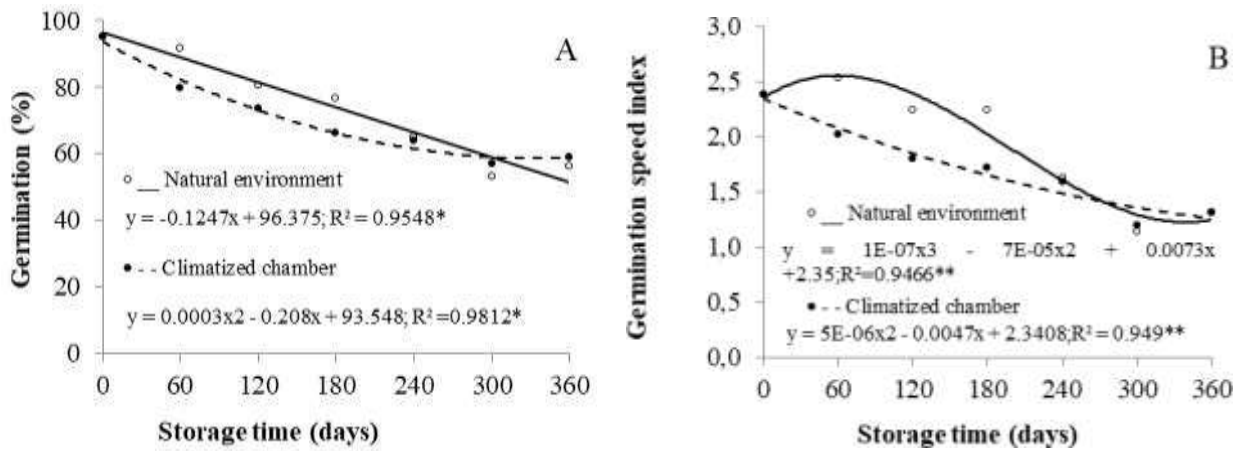 A
Germination (%)
100
80
60
40
60
80
0
○ __ Natural environment
y = -0.1247x + 96.375; R² = 0.9548*
● - - Climatized chamber
y = 0.0003x2 - 0.208x + 93.548; R² = 0.9812*
0 60 120 180 240 300 360
Storage time (days)
B
Germination speed index
3,0
2,5
2,0
1,5
1,0
5,0
0,0
○ __ Natural environment
y = 1E-07x3 - 7E-05x2 + 0.0073x
+2.35;R²=0.9466**
● - - Climatized chamber
y = 5E-06x2 - 0.0047x + 2.3408;R² = 0.949**
0 60 120 180 240 300 360
Storage time (days)